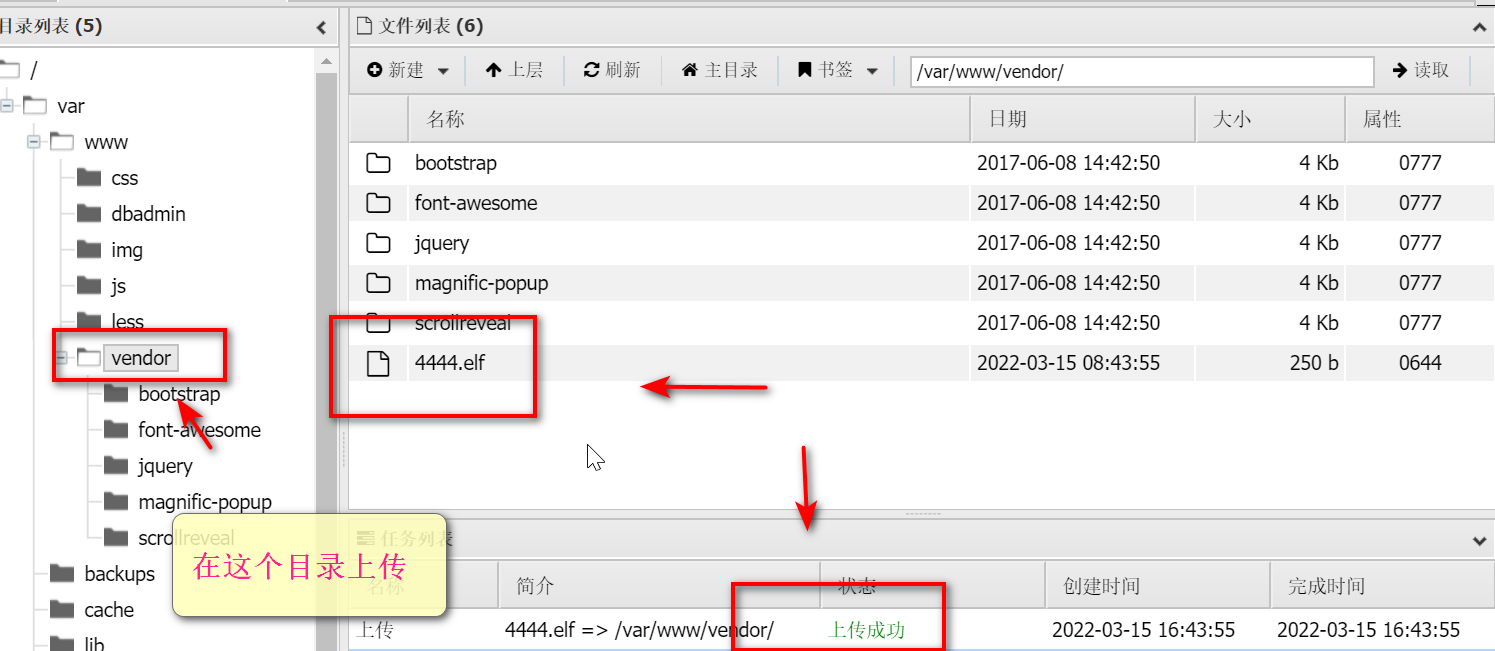 目录列表 (5)
/
var
www
css
dbadmin
img
js
less
vendor
bootstrap
font-awesome
jquery
magnific-popup
scrollreveal
backups
cache
lib
在这个目录上传
文件列表 (6)
新建 上层 刷新 主目录 书签 /var/www/vendor/ 读取
名称 日期 大小 属性
bootstrap 2017-06-08 14:42:50 4 Kb 0777
font-awesome 2017-06-08 14:42:50 4 Kb 0777
jquery 2017-06-08 14:42:50 4 Kb 0777
magnific-popup 2017-06-08 14:42:50 4 Kb 0777
scrollreveal 2017-06-08 14:42:50 4 Kb 0777
4444.elf 2022-03-15 08:43:55 250 b 0644
任务列表
名称 简介 状态 创建时间 完成时间
上传 4444.elf => /var/www/vendor/ 上传成功 2022-03-15 16:43:55 2022-03-15 16:43:55